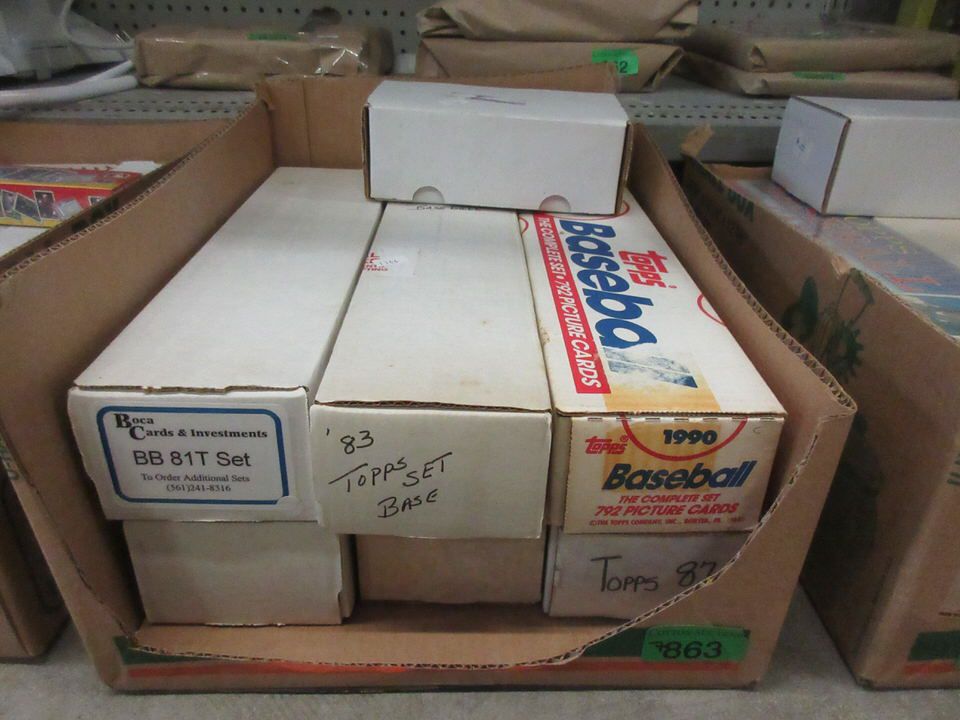 Topps
Baseba
THE COMPLETE SET • 792 PICTURE CARDS
Boca
Cards & Investments
BB 81T Set
To Order Additional Sets
(561)241-8316
'83
TOPPS SET
BASE
Topps
1990
Baseball
THE COMPLETE SET
792 PICTURE CARDS
TOPPS 87
863